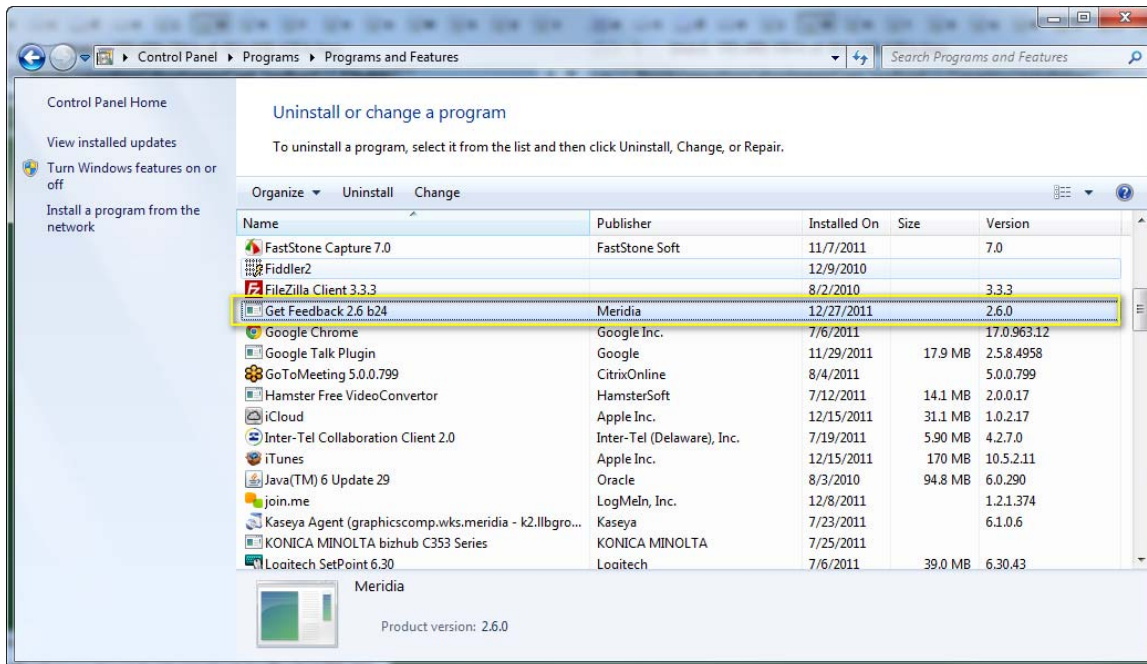 Control Panel ▸ Programs ▸ Programs and Features
Search Programs and Features
Control Panel Home
View installed updates
Turn Windows features on or
off
Install a program from the
network
Uninstall or change a program
To uninstall a program, select it from the list and then click Uninstall, Change, or Repair.
Organize Uninstall Change
Name Publisher Installed On Size Version
FastStone Capture 7.0 FastStone Soft 11/7/2011 7.0
Fiddler2 12/9/2010
FileZilla Client 3.3.3 8/2/2010 3.3.3
Get Feedback 2.6 b24 Meridia 12/27/2011 2.6.0
Google Chrome Google Inc. 7/6/2011 17.0.963.12
Google Talk Plugin Google 11/29/2011 17.9 MB 2.5.8.4958
GoToMeeting 5.0.0.799 CitrixOnline 8/4/2011 5.0.0.799
Hamster Free VideoConvertor HamsterSoft 7/12/2011 14.1 MB 2.0.0.17
iCloud Apple Inc. 12/15/2011 31.1 MB 1.0.2.17
Inter-Tel Collaboration Client 2.0 Inter-Tel (Delaware), Inc. 7/19/2011 5.90 MB 4.2.7.0
iTunes Apple Inc. 12/15/2011 170 MB 10.5.2.11
Java(TM) 6 Update 29 Oracle 8/3/2010 94.8 MB 6.0.290
join.me LogMeIn, Inc. 12/8/2011 1.2.1.374
Kaseya Agent (graphicscomp.wks.meridia - k2.llbgro... Kaseya 7/23/2011 6.1.0.6
KONICA MINOLTA bizhub C353 Series KONICA MINOLTA 7/25/2011
Logitech SetPoint 6.30 Logitech 7/6/2011 39.0 MB 6.30.43
Meridia
Product version: 2.6.0